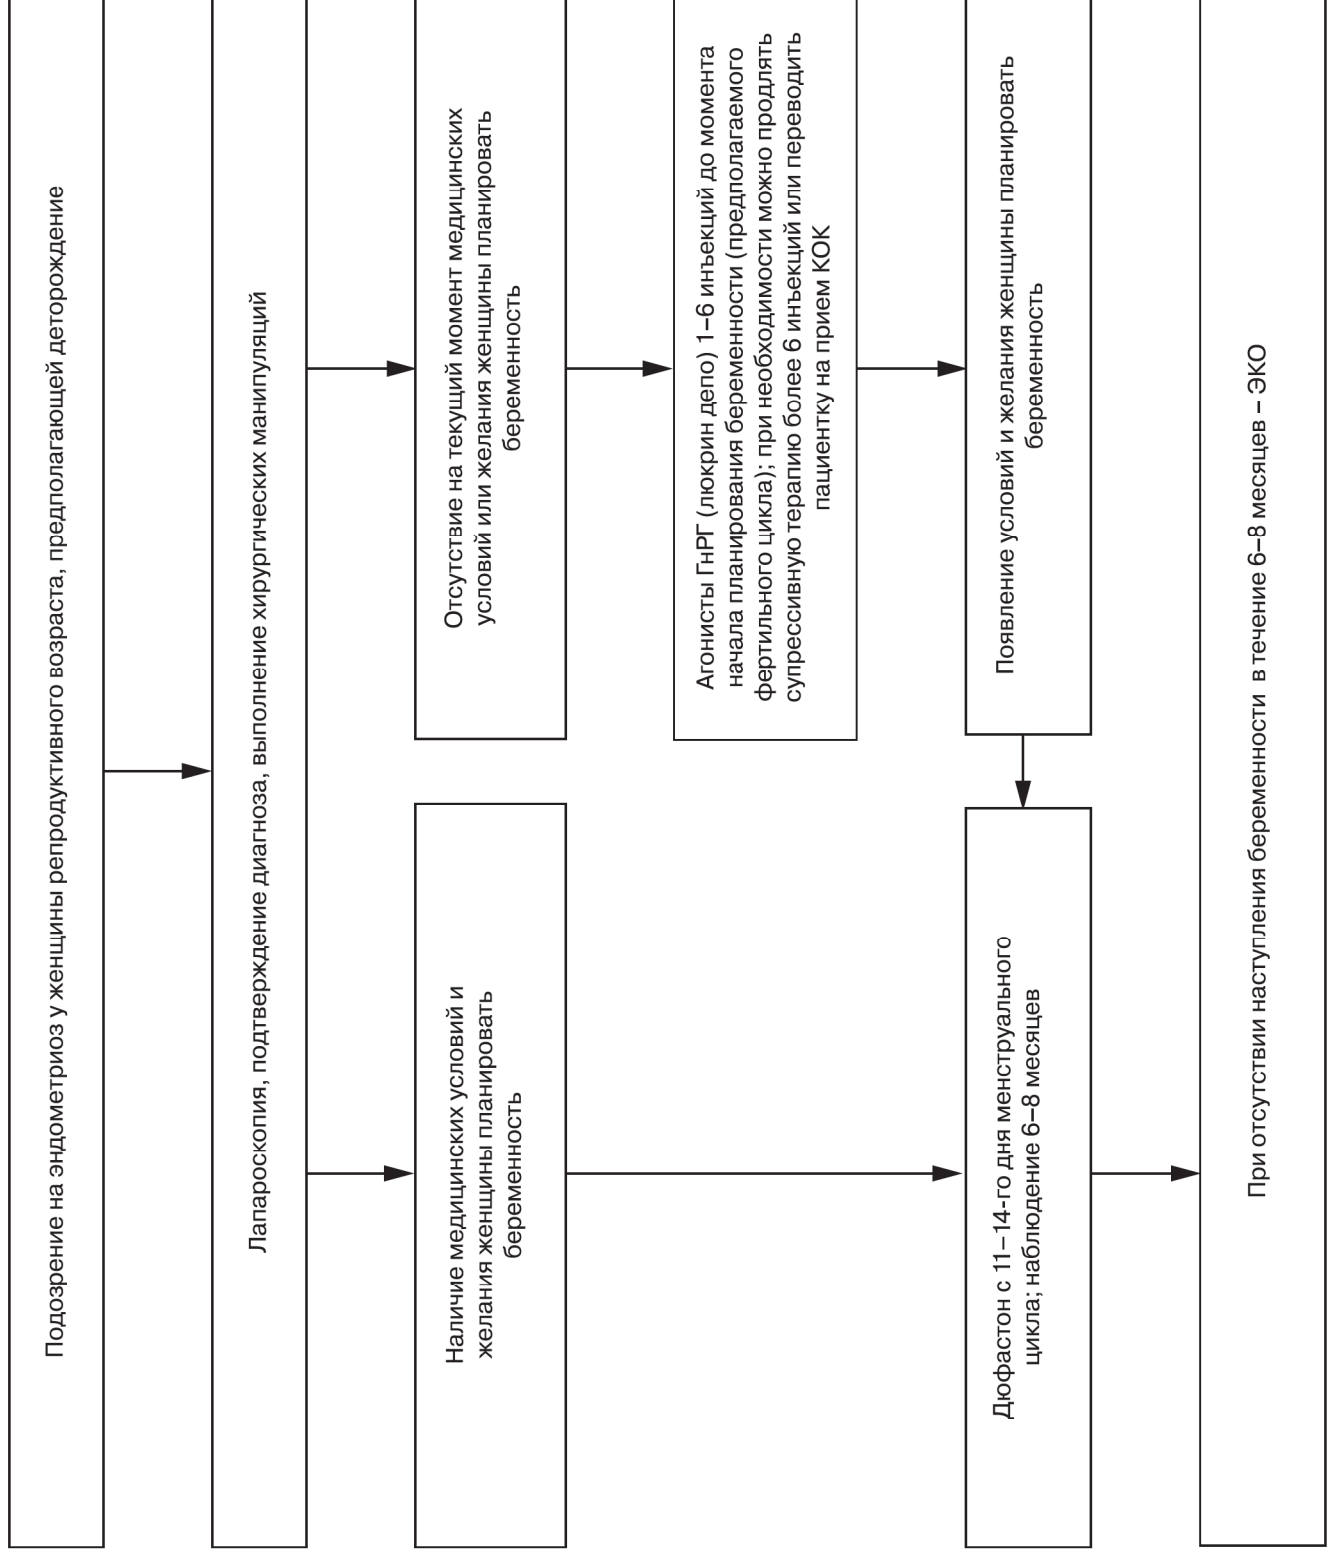 Подозрение на эндометриоз у женщины репродуктивного возраста, предполагающей деторождение
Лапароскопия, подтверждение диагноза, выполнение хирургических манипуляций
Наличие медицинских условий и
желания женщины планировать
беременность
Отсутствие на текущий момент медицинских
условий или желания женщины планировать
беременность
Агонисты ГнРГ (люкрин депо) 1–6 инъекций до момента
начала планирования беременности (предполагаемого
фертильного цикла); при необходимости можно продлять
супрессивную терапию более 6 инъекций или переводить
пациентку на прием КОК
Дюфастон с 11–14-го дня менструального
цикла; наблюдение 6–8 месяцев
Появление условий и желания женщины планировать
беременность
При отсутствии наступления беременности в течение 6–8 месяцев – ЭКО